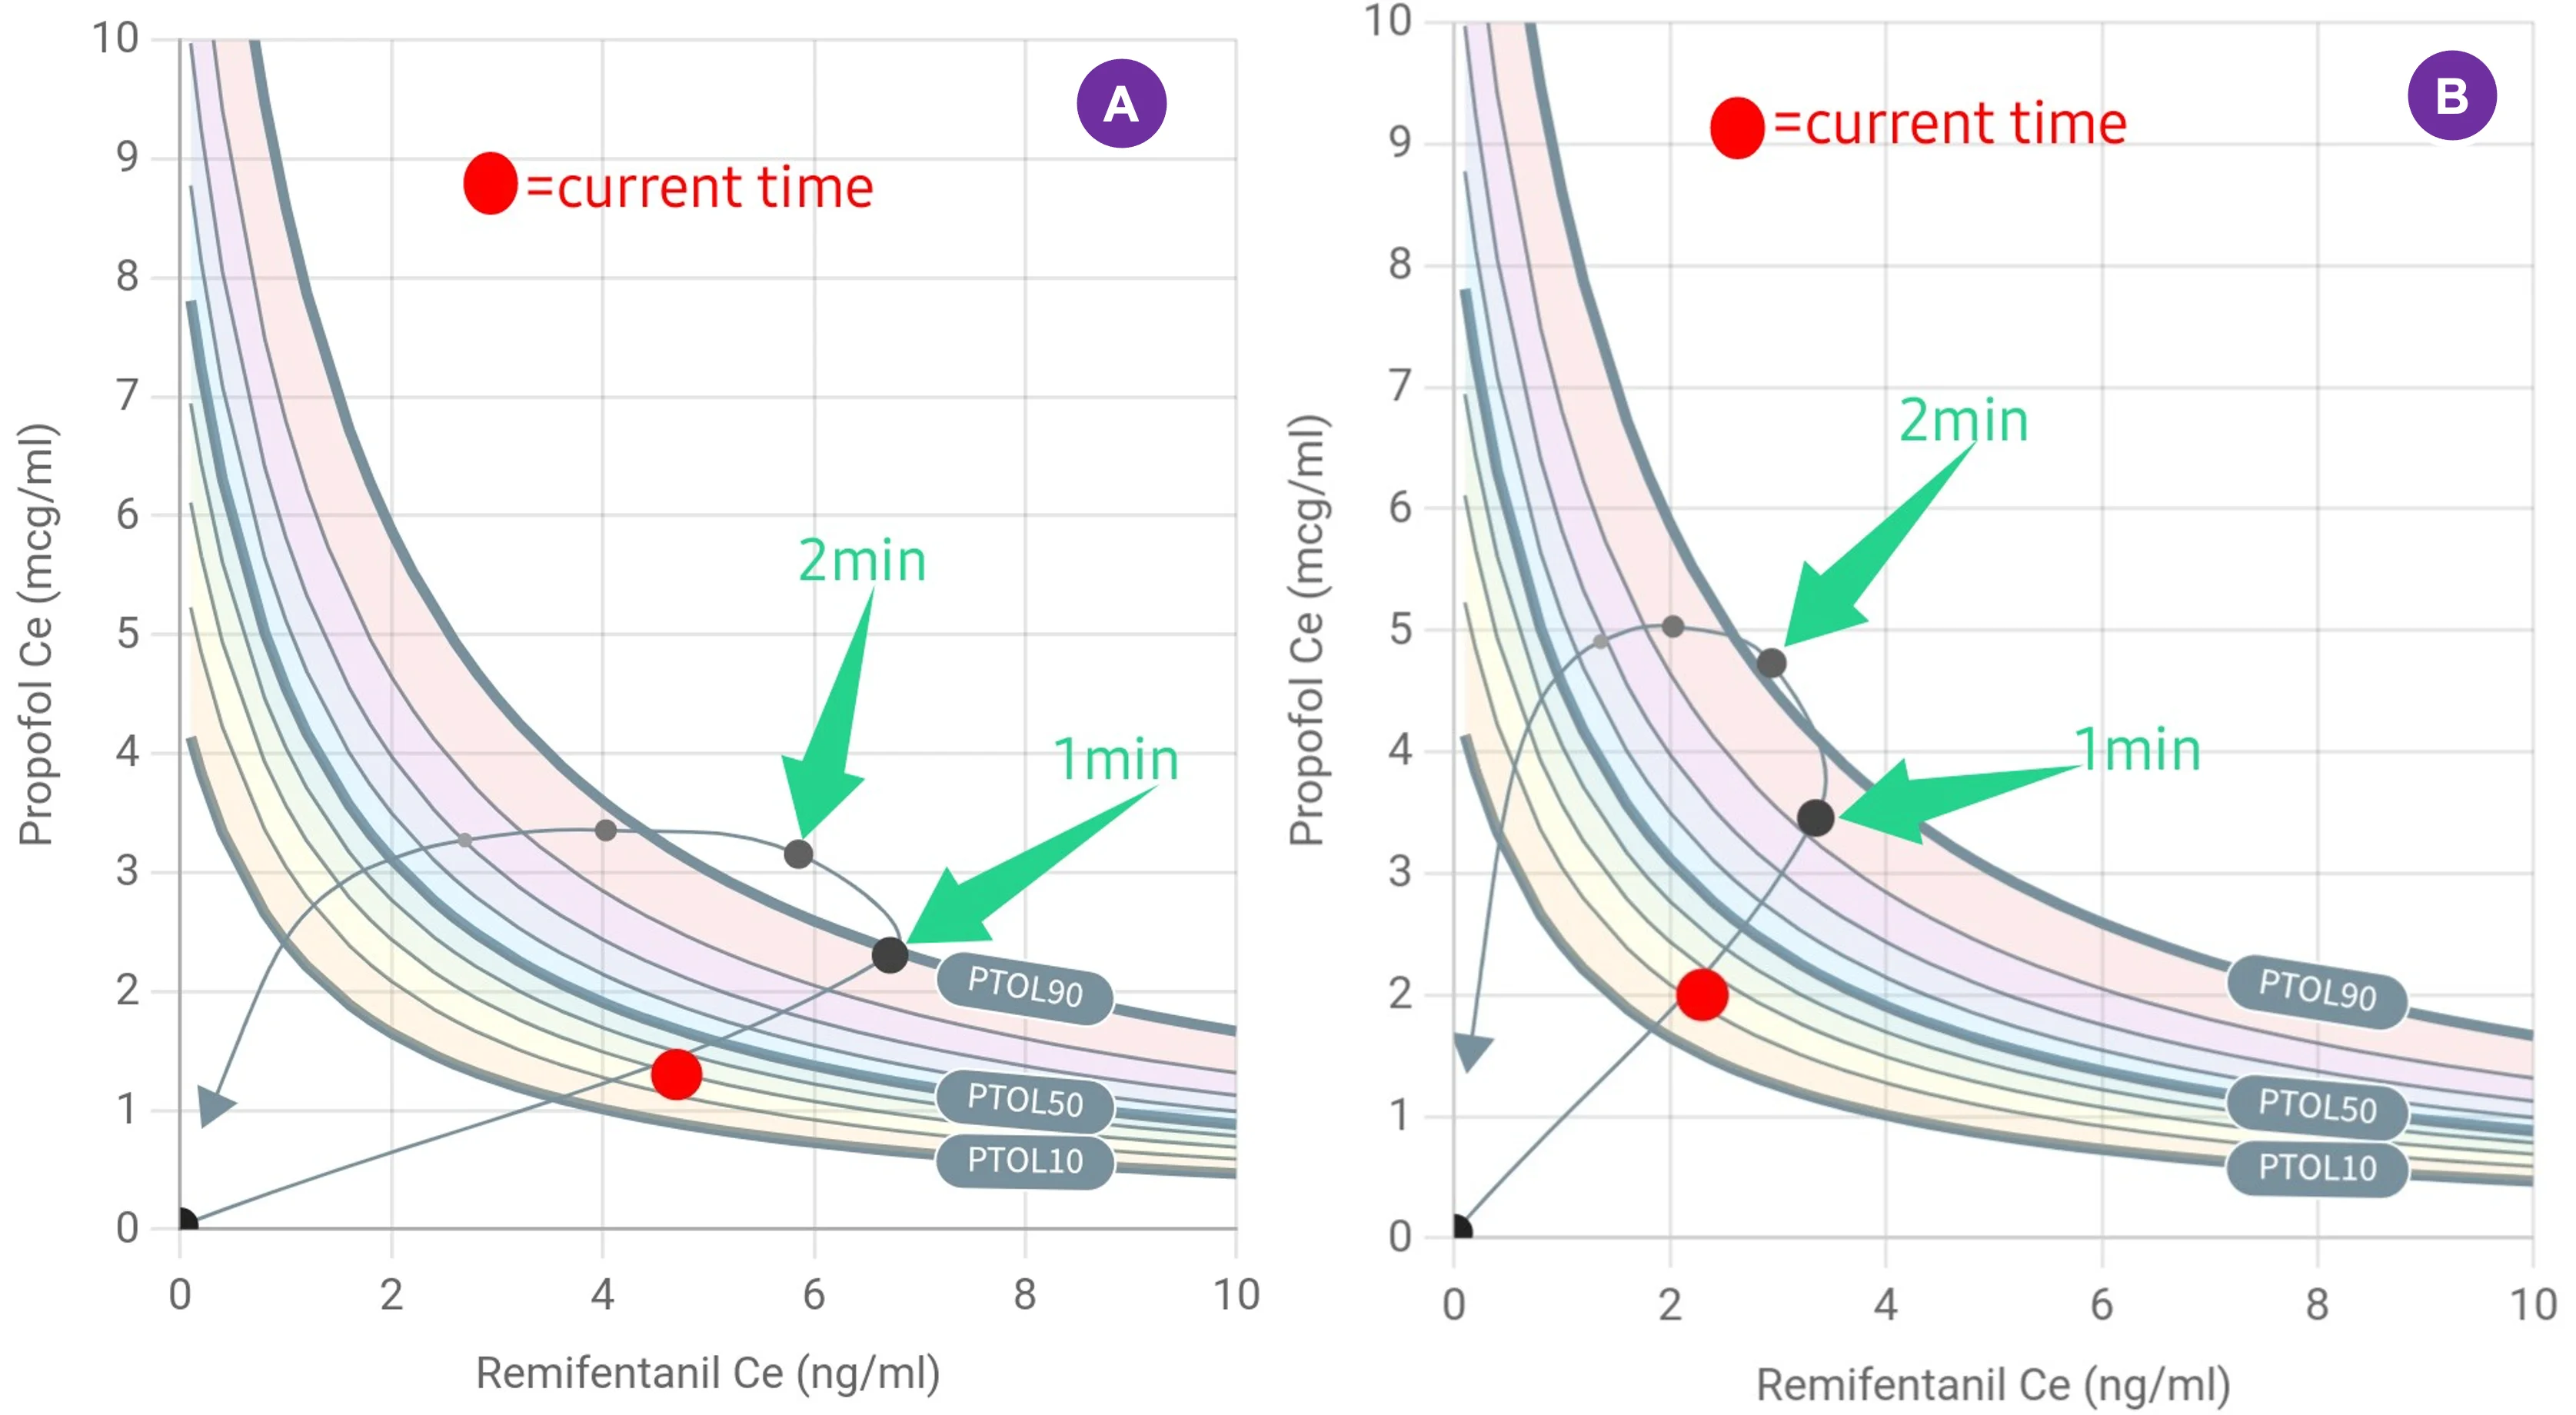 A
10
9
8
7
6
5
4
3
2
1
0
Propofol Ce (mcg/ml)
=current time
2min
1min
PTOL90
PTOL50
PTOL10
0 2 4 6 8 10
Remifentanil Ce (ng/ml)
B
10
9
8
7
6
5
4
3
2
1
0
Propofol Ce (mcg/ml)
=current time
2min
1min
PTOL90
PTOL50
PTOL10
0 2 4 6 8 10
Remifentanil Ce (ng/ml)